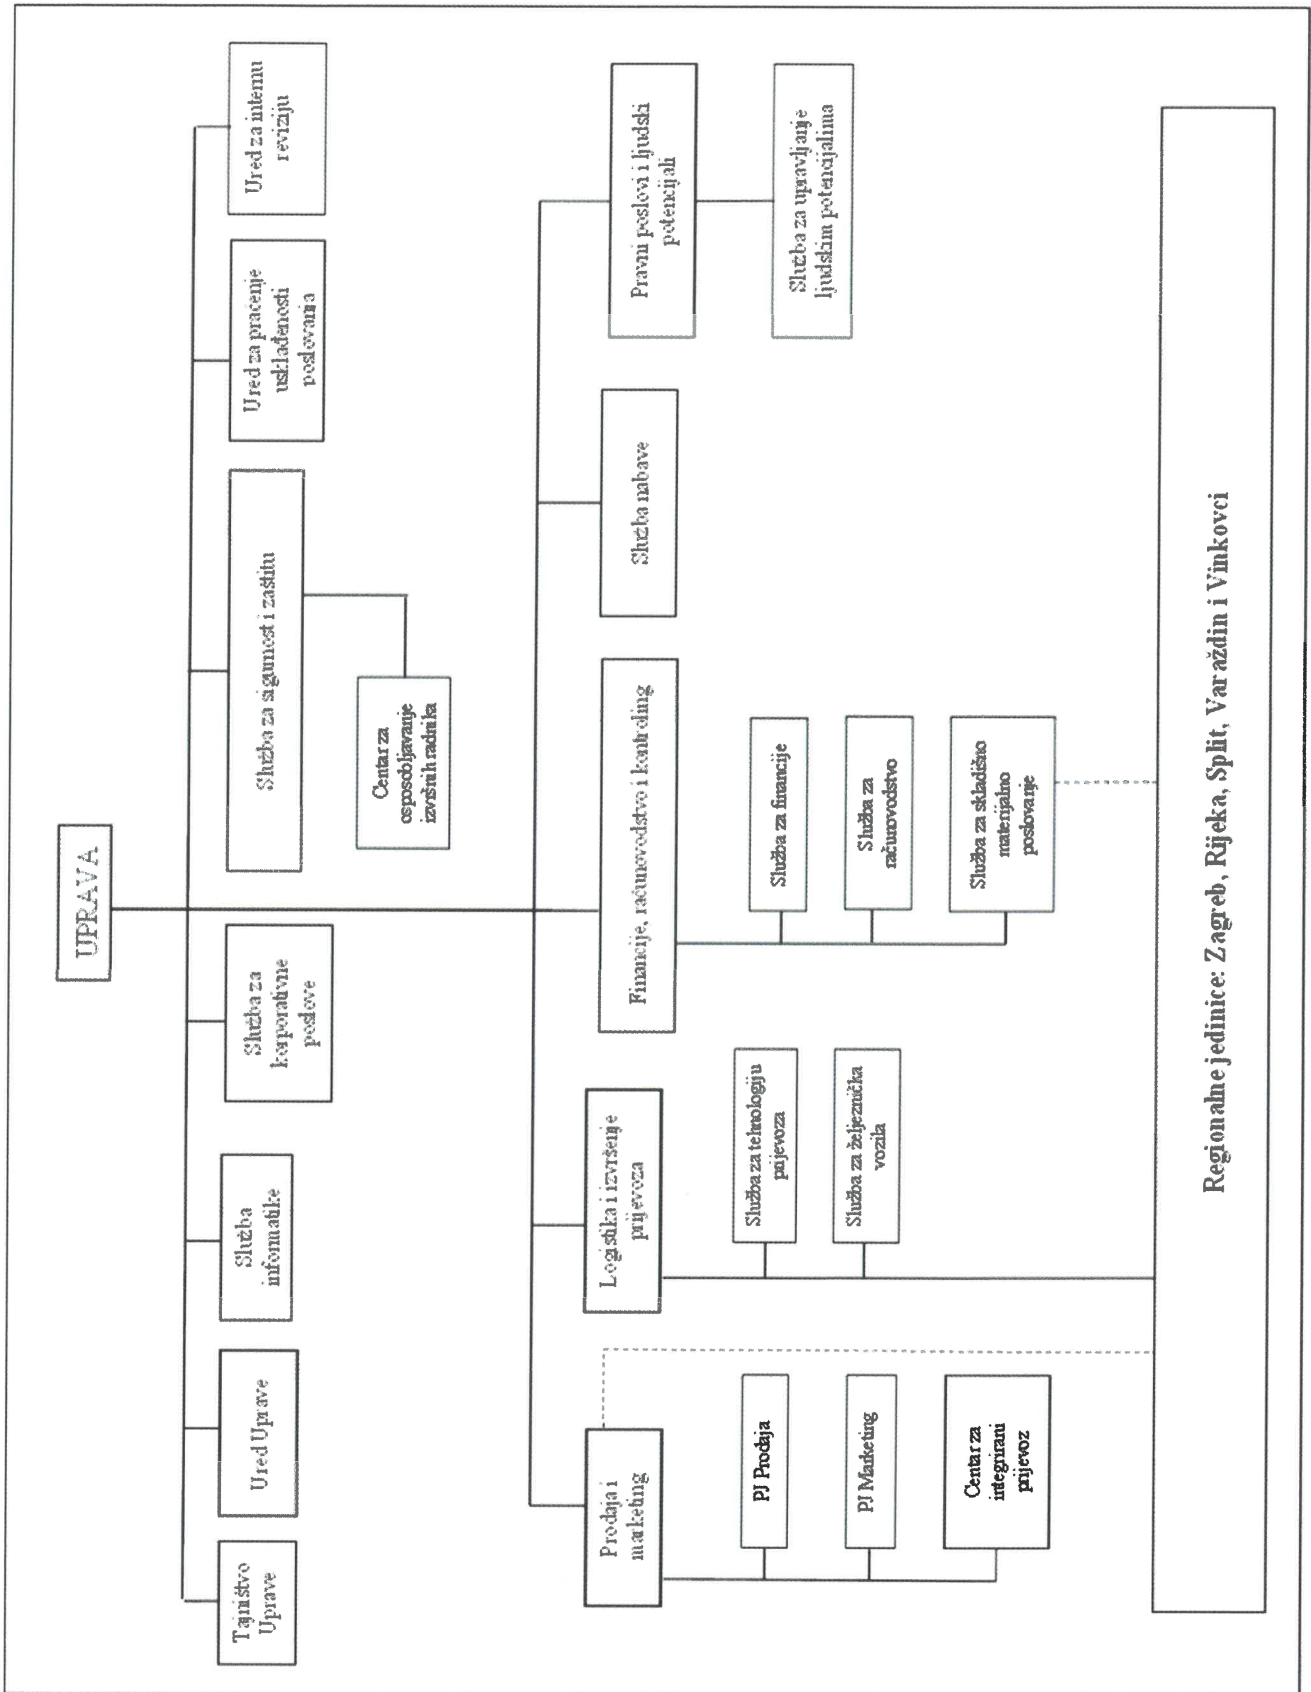 UPRAVA
Tajništvo
Uprave
Ured Uprave
Služba
informatike
Služba za
korporativne
poslove
Služba za sigurnost i zaštitu
Centar za
osposobljavanje
izvršnih radnika
Ured za praćenje
usklađenosti
poslovanja
Ured za internu
reviziju
Prodaja i
marketing
PJ Prodaja
PJ Marketing
Centar za
integrirani
prijevoz
Logistika i izvršenje
prijevoza
Služba za tehnologiju
prijevoza
Služba za željeznička
vozila
Financije, računovodstvo i kontroling
Služba za financije
Služba za
računovodstvo
Služba za skladišno
materijalno
poslovanje
Služba nabave
Pravni poslovi i ljudski
potencijali
Služba za upravljanje
ljudskim potencijalima
Regionalne jedinice: Zagreb, Rijeka, Split, Varaždin i Vinkovci